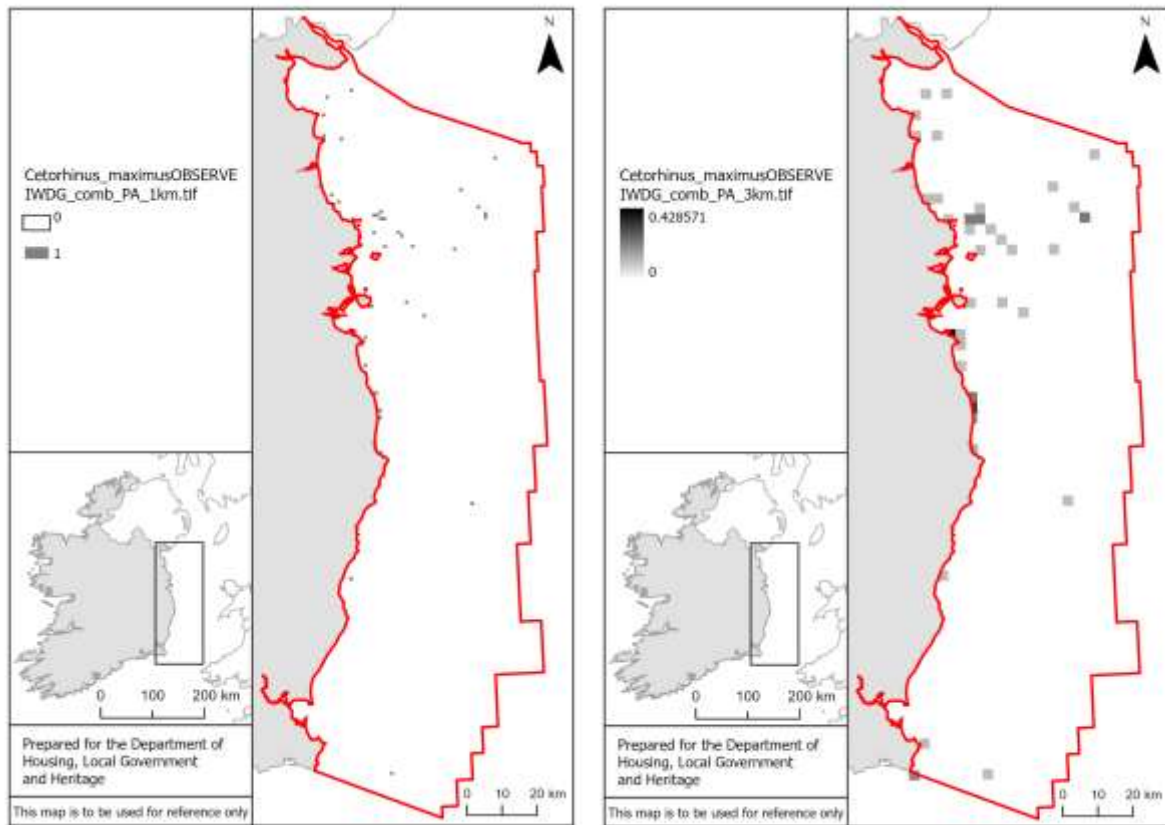 N
Cetorhinus_maximusOBSERVE
IWDG_comb_PA_1km.tif
0
1
0 100 200 km
Prepared for the Department of
Housing, Local Government
and Heritage
This map is to be used for reference only
0 10 20 km
N
Cetorhinus_maximusOBSERVE
IWDG_comb_PA_3km.tif
0.428571
0
0 100 200 km
Prepared for the Department of
Housing, Local Government
and Heritage
This map is to be used for reference only
0 10 20 km